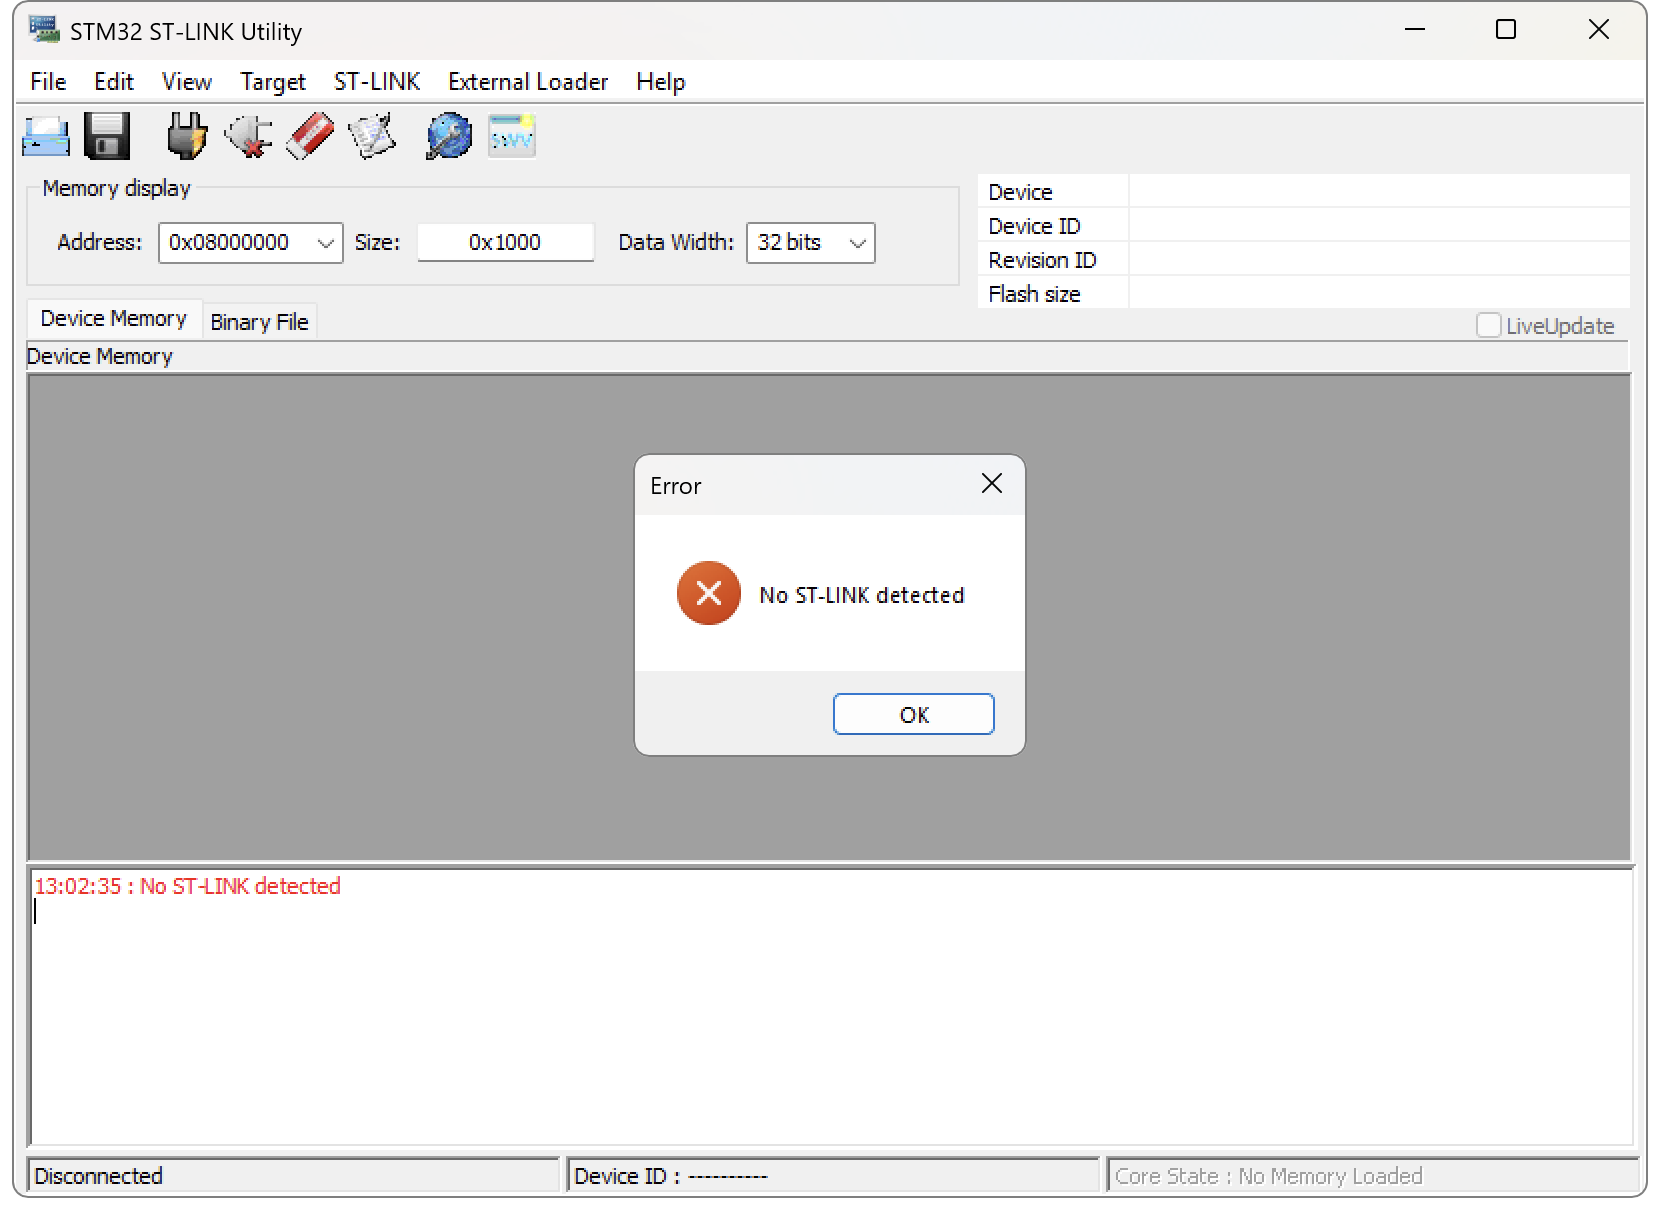 STM32 ST-LINK Utility
File Edit View Target ST-LINK External Loader Help
SWV
Memory display
Address: 0x08000000 Size: 0x1000 Data Width: 32 bits
Device
Device ID
Revision ID
Flash size
Device Memory Binary File
LiveUpdate
Device Memory
Error
No ST-LINK detected
OK
13:02:35 : No ST-LINK detected
Disconnected
Device ID : ----------
Core State : No Memory Loaded